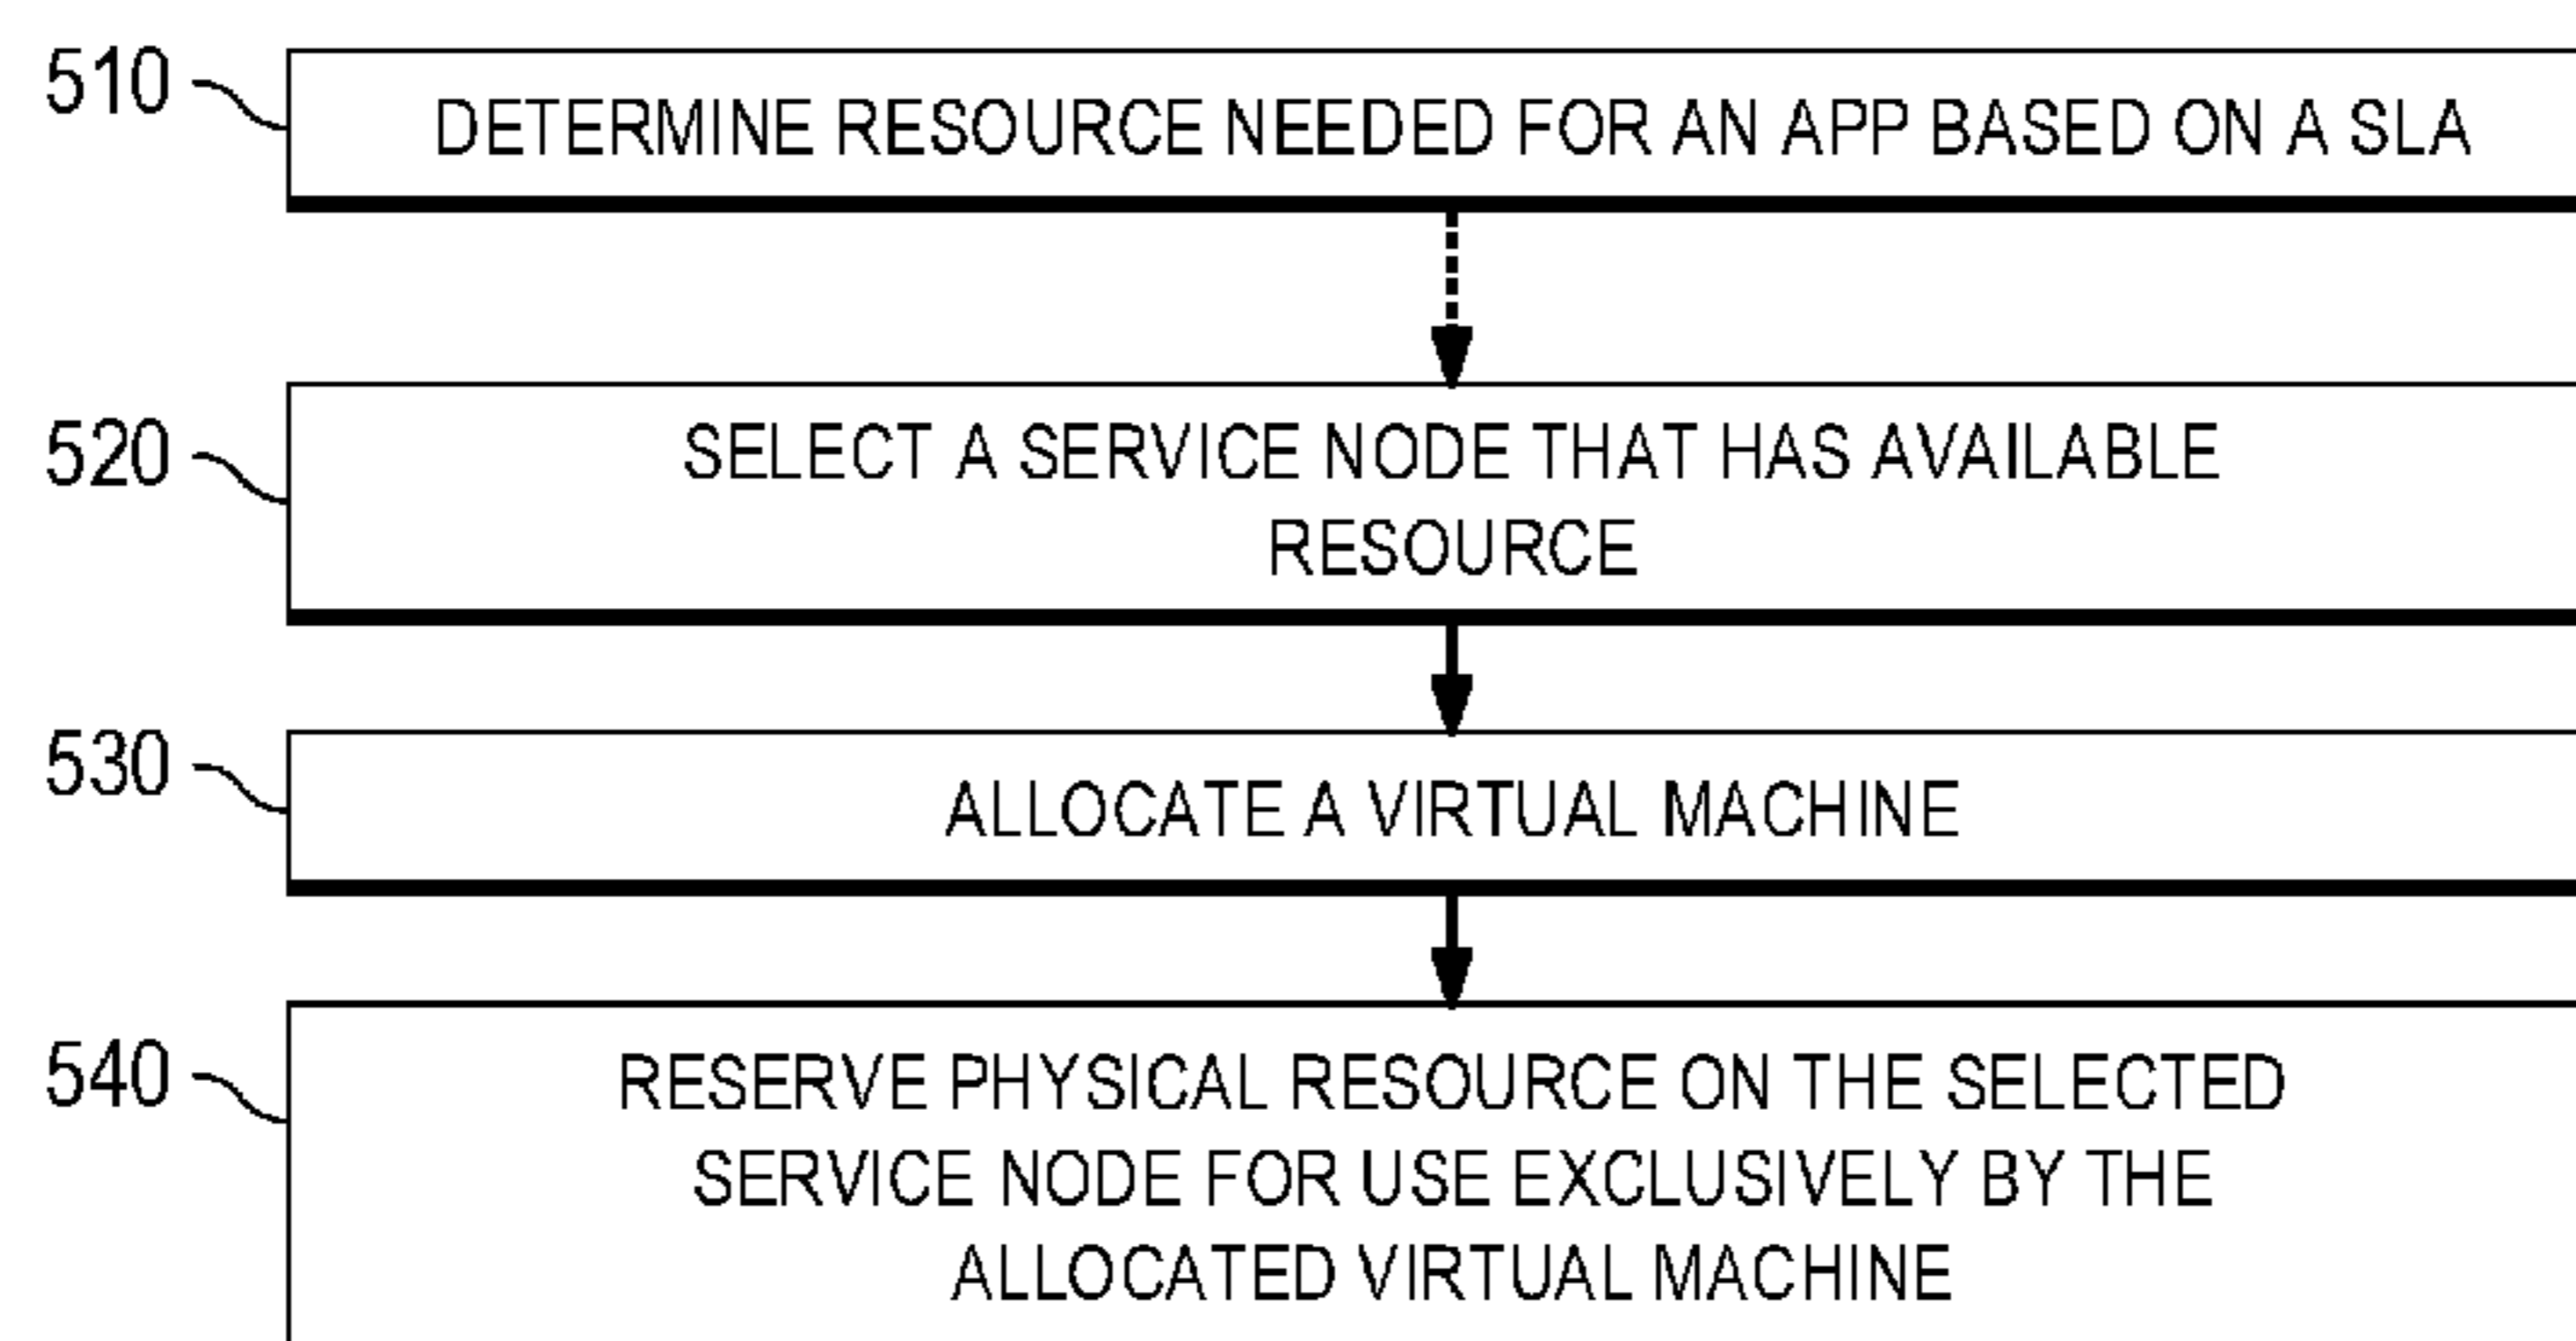 510
DETERMINE RESOURCE NEEDED FOR AN APP BASED ON A SLA
520
SELECT A SERVICE NODE THAT HAS AVAILABLE
RESOURCE
530
ALLOCATE A VIRTUAL MACHINE
540
RESERVE PHYSICAL RESOURCE ON THE SELECTED
SERVICE NODE FOR USE EXCLUSIVELY BY THE
ALLOCATED VIRTUAL MACHINE